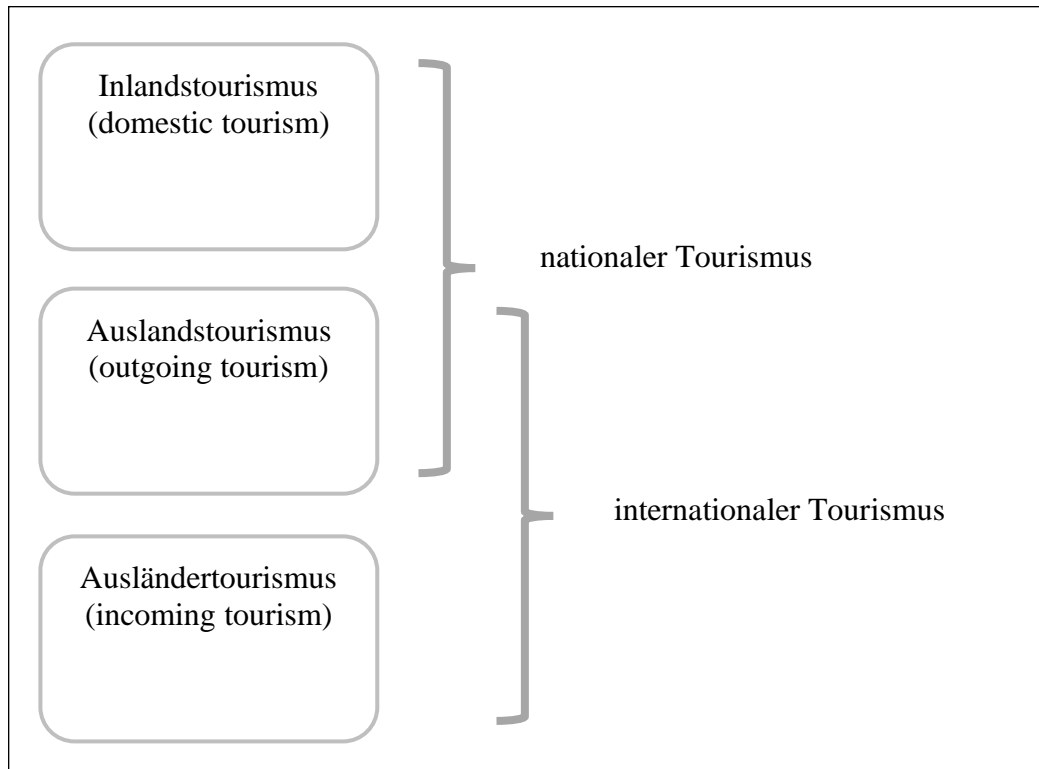 Inlandstourismus
(domestic tourism)
nationaler Tourismus
Auslandstourismus
(outgoing tourism)
internationaler Tourismus
Ausländertourismus
(incoming tourism)